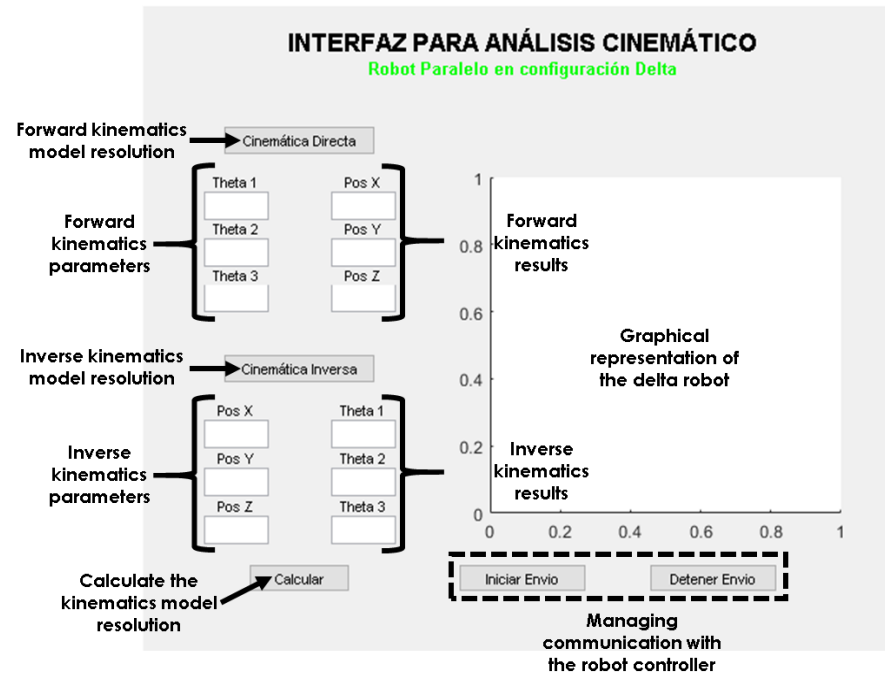 INTERFAZ PARA ANÁLISIS CINEMÁTICO
Robot Paralelo en configuración Delta
Forward kinematics
model resolution
Cinemática Directa
Theta 1
Pos X
Theta 2
Pos Y
Theta 3
Pos Z
Forward
kinematics
parameters
Forward
kinematics
results
Inverse kinematics
model resolution
Cinemática Inversa
Pos X
Theta 1
Pos Y
Theta 2
Pos Z
Theta 3
Inverse
kinematics
parameters
Inverse
kinematics
results
Graphical
representation of
the delta robot
1
0.8
0.6
0.4
0.2
0
0 0.2 0.4 0.6 0.8 1
Calculate the
kinematics model
resolution
Calcular
Iniciar Envio
Detener Envio
Managing
communication with
the robot controller